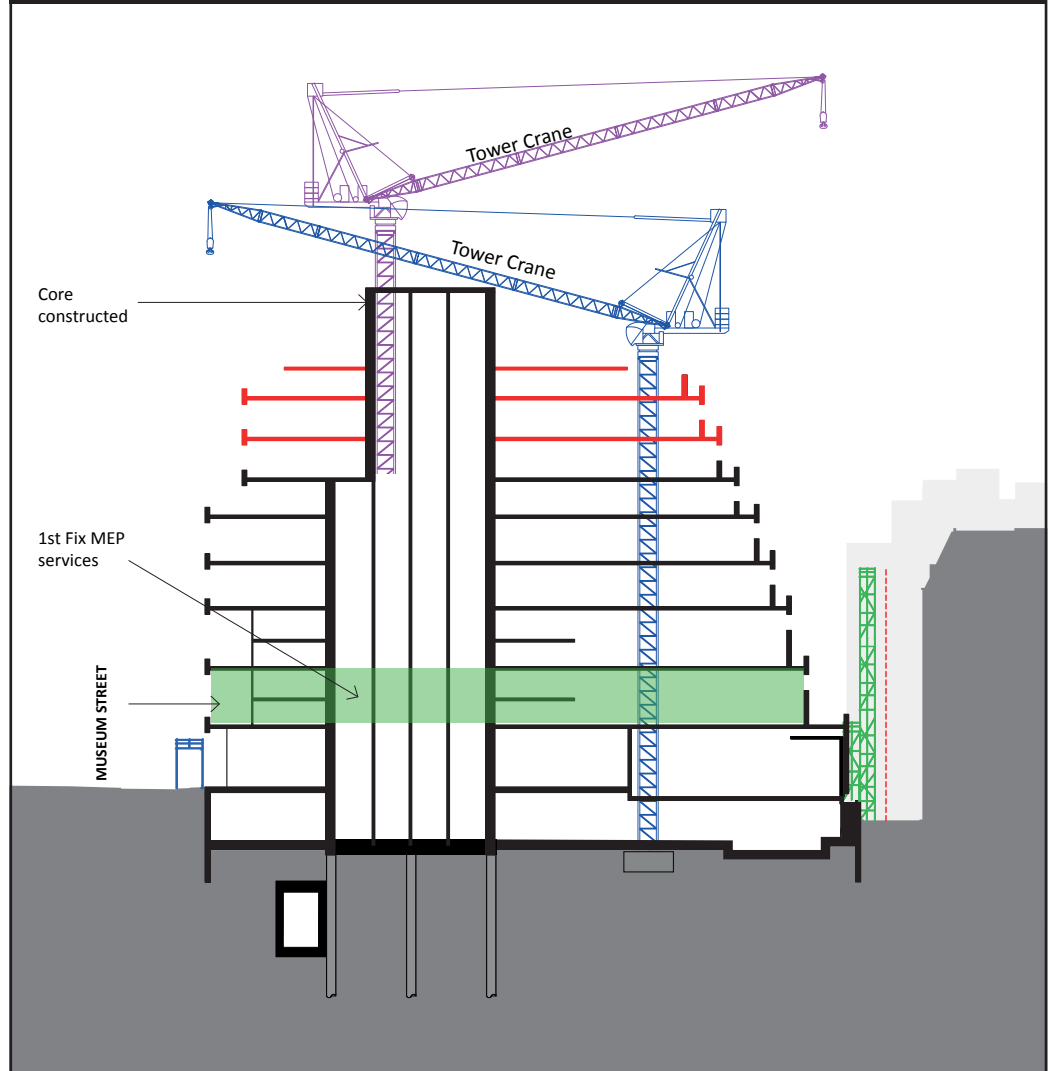 Tower Crane
Tower Crane
Core
constructed
1st Fix MEP
services
MUSEUM STREET